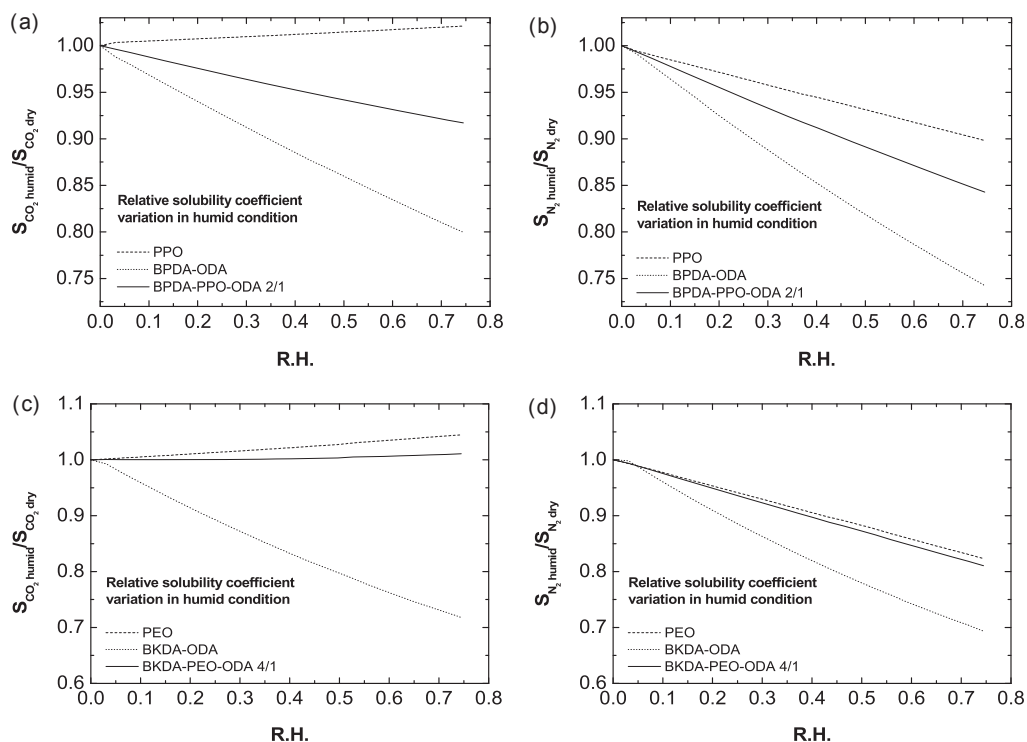 (a)
1.00
0.95
0.90
0.85
0.80
0.75
S CO2 humid/S CO2 dry
Relative solubility coefficient
variation in humid condition
PPO
BPDA-ODA
BPDA-PPO-ODA 2/1
0.0 0.1 0.2 0.3 0.4 0.5 0.6 0.7 0.8
R.H.
(b)
1.00
0.95
0.90
0.85
0.80
0.75
S N2 humid/S N2 dry
Relative solubility coefficient
variation in humid condition
PPO
BPDA-ODA
BPDA-PPO-ODA 2/1
0.0 0.1 0.2 0.3 0.4 0.5 0.6 0.7 0.8
R.H.
(c)
1.1
1.0
0.9
0.8
0.7
0.6
S CO2 humid/S CO2 dry
Relative solubility coefficient
variation in humid condition
PEO
BKDA-ODA
BKDA-PEO-ODA 4/1
0.0 0.1 0.2 0.3 0.4 0.5 0.6 0.7 0.8
R.H.
(d)
1.1
1.0
0.9
0.8
0.7
0.6
S N2 humid/S N2 dry
Relative solubility coefficient
variation in humid condition
PEO
BKDA-ODA
BKDA-PEO-ODA 4/1
0.0 0.1 0.2 0.3 0.4 0.5 0.6 0.7 0.8
R.H.